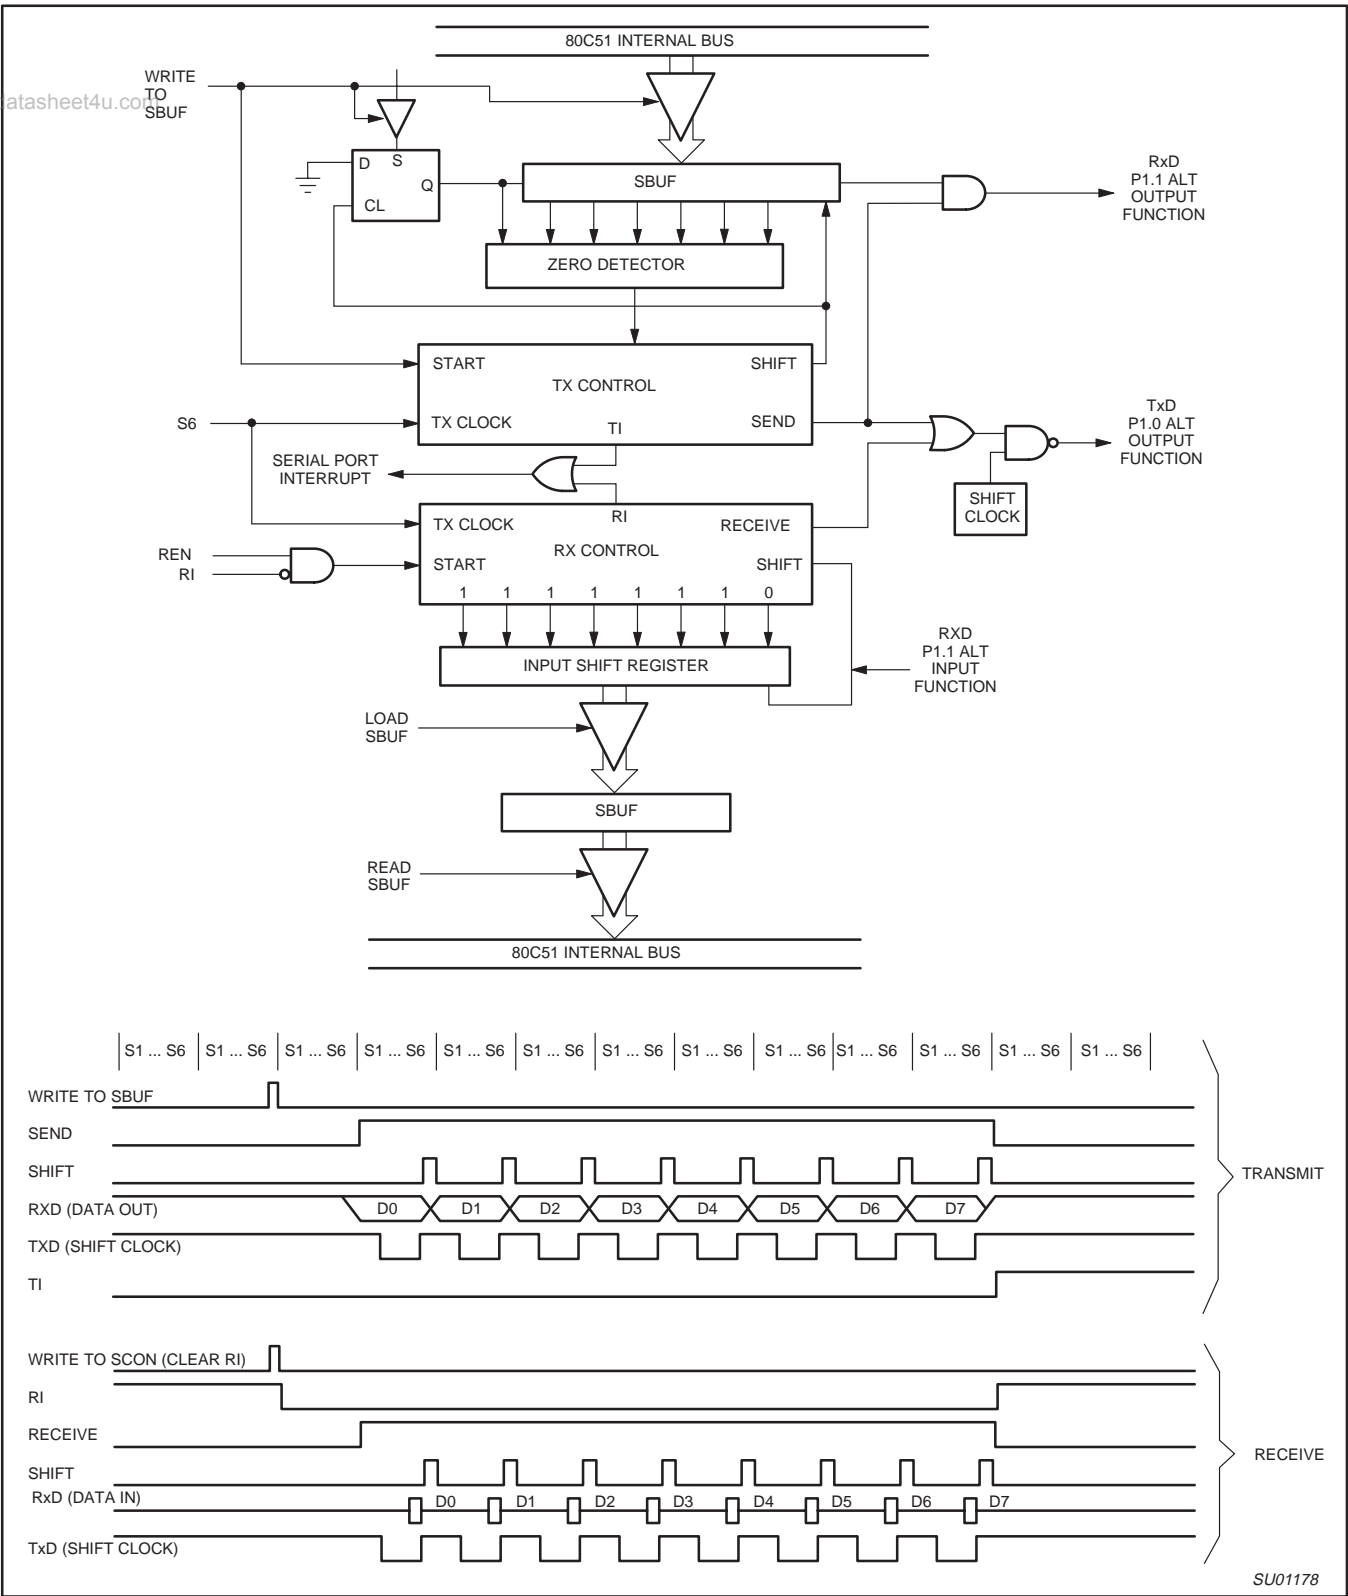 80C51 INTERNAL BUS
WRITE
TO
SBUF
atasheet4u.com
D
S
Q
CL
SBUF
RxD
P1.1 ALT
OUTPUT
FUNCTION
ZERO DETECTOR
START
SHIFT
TX CONTROL
S6
TX CLOCK
TI
SEND
TxD
P1.0 ALT
OUTPUT
FUNCTION
SERIAL PORT
INTERRUPT
SHIFT
CLOCK
TX CLOCK
RI
RECEIVE
REN
RI
START
RX CONTROL
SHIFT
1 1 1 1 1 1 1 0
RXD
P1.1 ALT
INPUT
FUNCTION
INPUT SHIFT REGISTER
LOAD
SBUF
SBUF
READ
SBUF
80C51 INTERNAL BUS
S1 ... S6 S1 ... S6 S1 ... S6 S1 ... S6 S1 ... S6 S1 ... S6 S1 ... S6 S1 ... S6 S1 ... S6 S1 ... S6 S1 ... S6 S1 ... S6 S1 ... S6
WRITE TO SBUF
SEND
SHIFT
TRANSMIT
RXD (DATA OUT) D0 D1 D2 D3 D4 D5 D6 D7
TXD (SHIFT CLOCK)
TI
WRITE TO SCON (CLEAR RI)
RI
RECEIVE
RECEIVE
SHIFT
RxD (DATA IN) D0 D1 D2 D3 D4 D5 D6 D7
TxD (SHIFT CLOCK)
SU01178